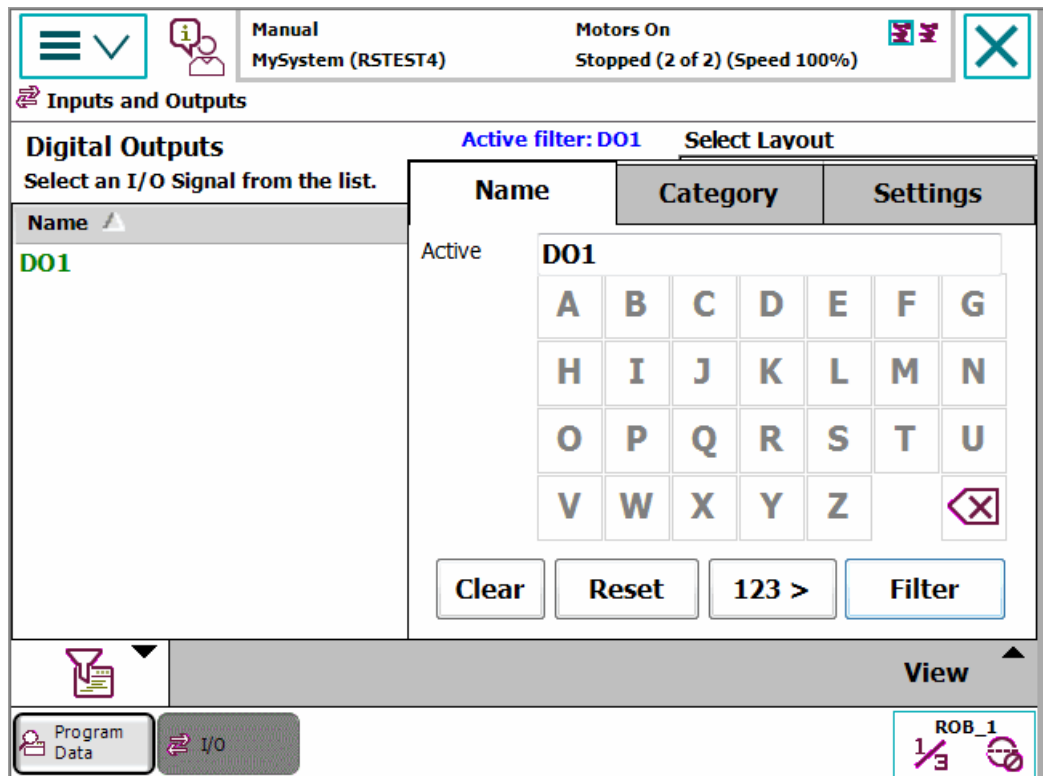 Manual
MySystem (RSTEST4)
Motors On
Stopped (2 of 2) (Speed 100%)
Inputs and Outputs
Digital Outputs
Active filter: DO1
Select Layout
Select an I/O Signal from the list.
Name
Category
Settings
Name
DO1
Active
DO1
A B C D E F G
H I J K L M N
O P Q R S T U
V W X Y Z
Clear
Reset
123 >
Filter
View
Program
Data
I/O
ROB_1
1/3